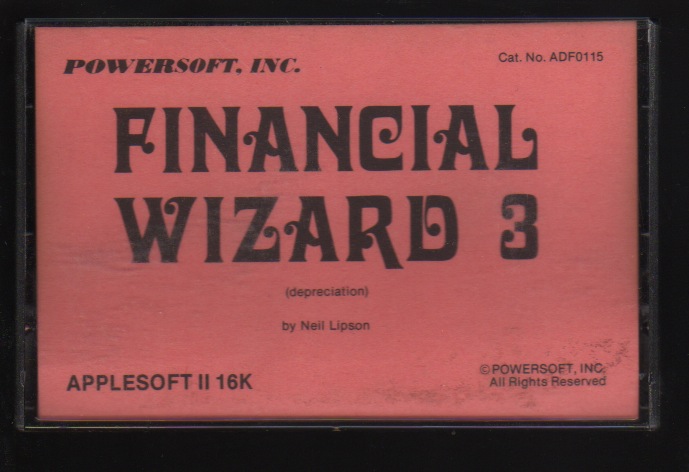 POWERSOFT, INC.
Cat. No. ADF0115
FINANCIAL
WIZARD 3
(depreciation)
by Neil Lipson
APPLESOFT II 16K
© POWERSOFT, INC.
All Rights Reserved